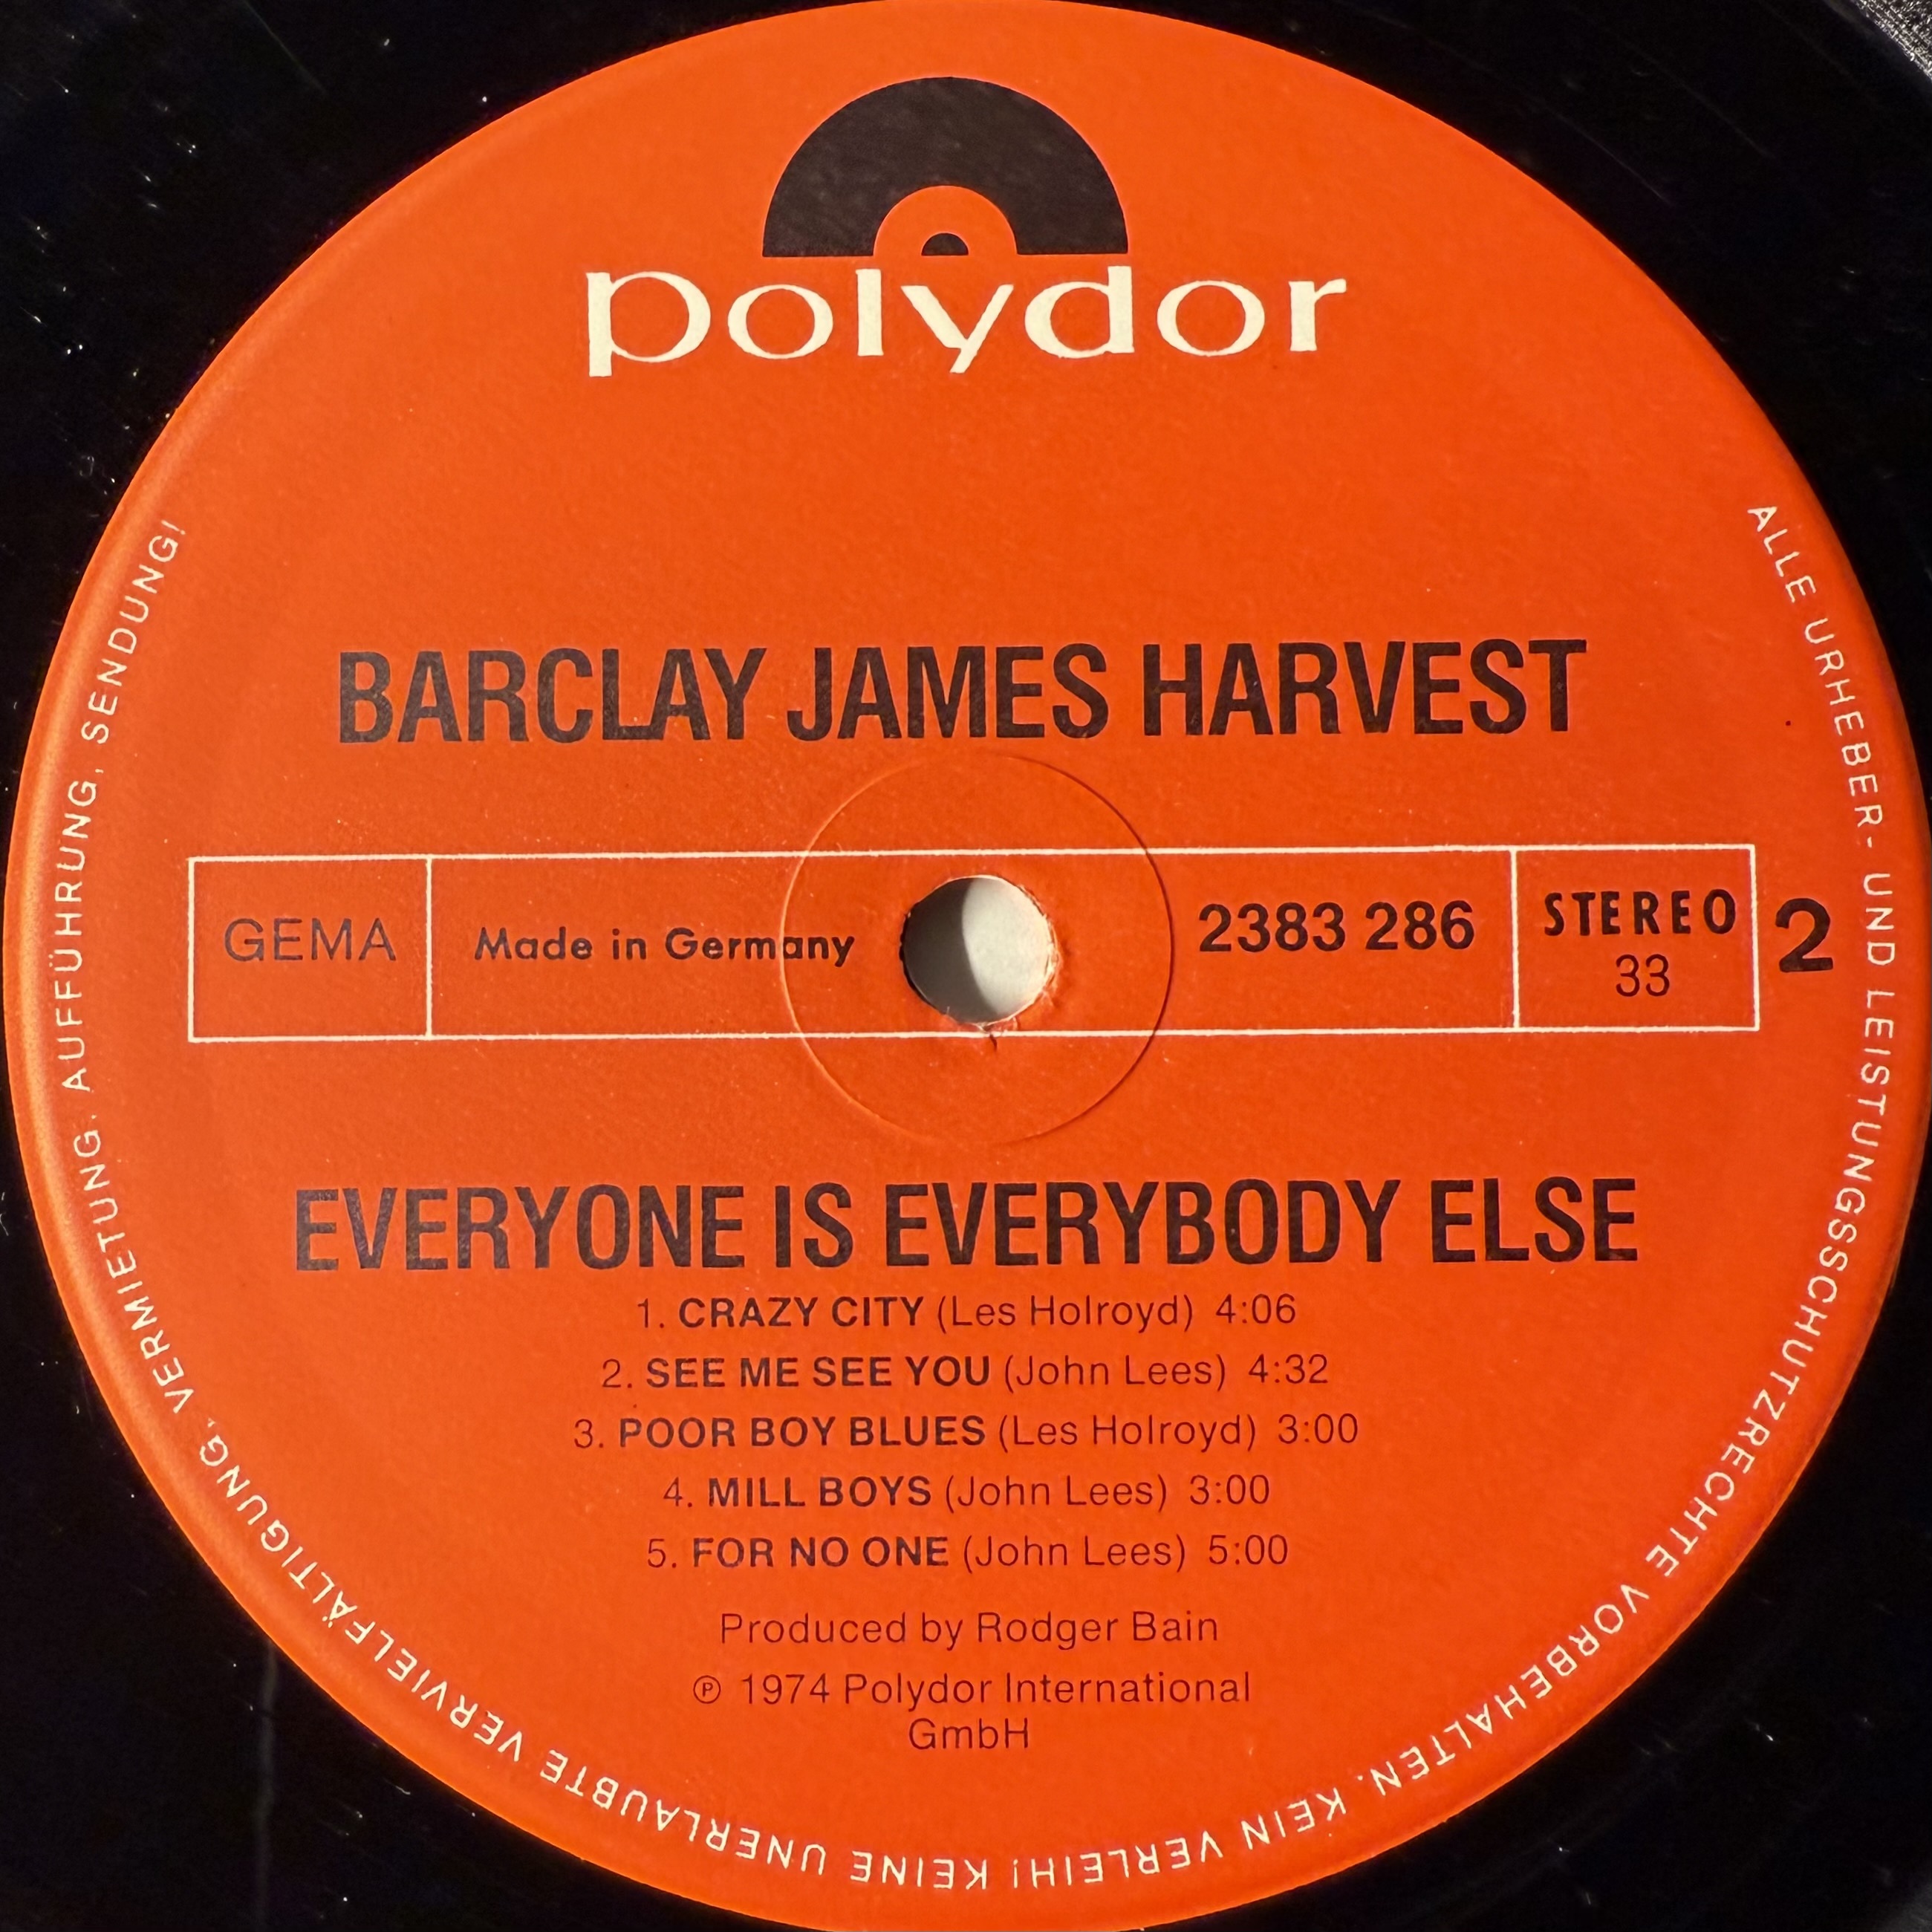 polydor
BARCLAY JAMES HARVEST
GEMA
Made in Germany
2383 286
STEREO
33
2
EVERYONE IS EVERYBODY ELSE
1. CRAZY CITY (Les Holroyd) 4:06
2. SEE ME SEE YOU (John Lees) 4:32
3. POOR BOY BLUES (Les Holroyd) 3:00
4. MILL BOYS (John Lees) 3:00
5. FOR NO ONE (John Lees) 5:00
Produced by Rodger Bain
℗ 1974 Polydor International
GmbH
ALLE URHEBER- UND LEISTUNGSSCHUTZRECHTE VORBEHALTEN. KEIN VERLEIH! KEINE UNERLAUBTE VERVIELFÄLTIGUNG, VERMIETUNG, AUFFÜHRUNG, SENDUNG!